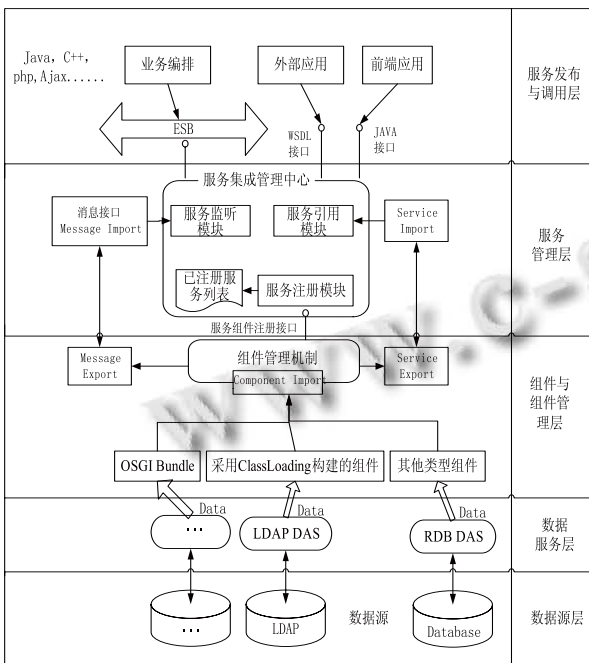 Java, C++,
php,Ajax......
业务编排
外部应用
前端应用
服务发布
与调用层
ESB
WSDL
接口
JAVA
接口
服务集成管理中心
消息接口
Message Import
服务监听
模块
服务引用
模块
Service
Import
服务
管理层
已注册服
务列表
服务注册模块
服务组件注册接口
Message
Export
组件管理机制
Component Import
Service
Export
组件与
组件管
理层
OSGI Bundle
采用ClassLoading构建的组件
其他类型组件
Data
Data
Data
...
LDAP DAS
RDB DAS
数据
服务层
...
LDAP
数据源
Database
数据源层
www.c-